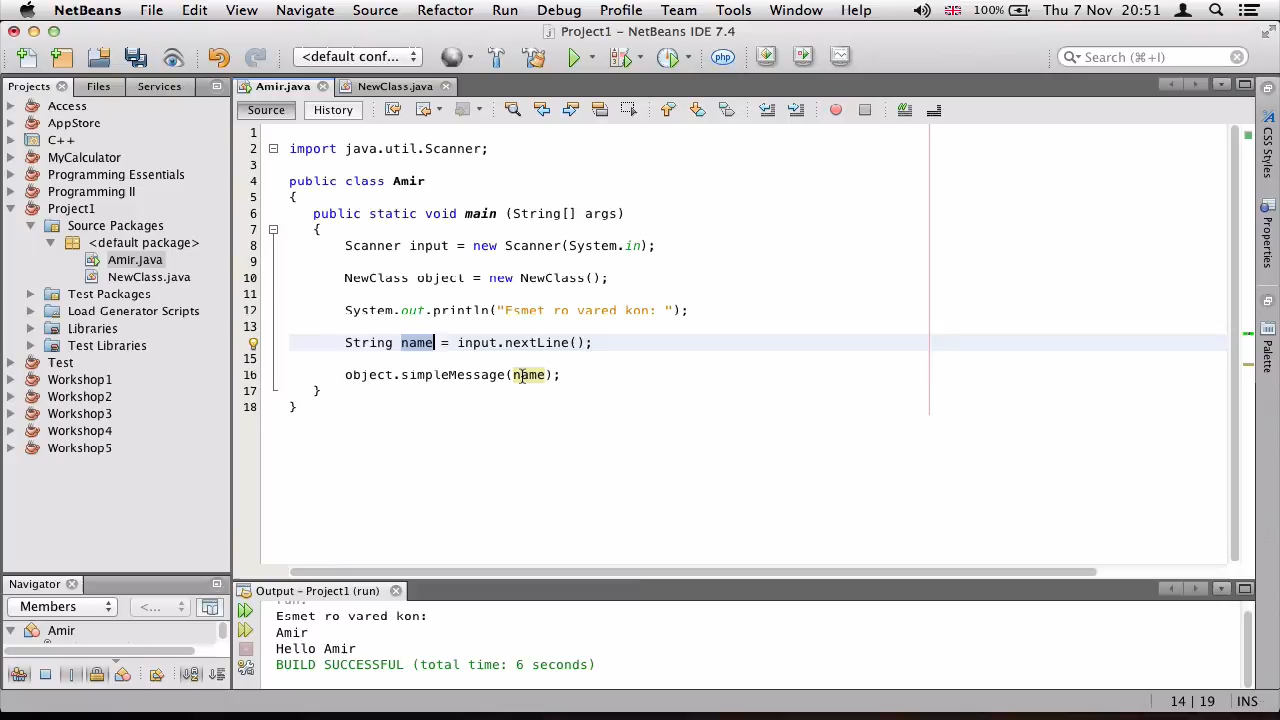 NetBeans File Edit View Navigate Source Refactor Run Debug Profile Team Tools Window Help 100% Thu 7 Nov 20:51
Project1 - NetBeans IDE 7.4
<default conf... php Search (⌘+I)
Projects Files Services Amir.java NewClass.java
Source History
Access
AppStore
C++
MyCalculator
Programming Essentials
Programming II
Project1
Source Packages
<default package>
Amir.java
NewClass.java
Test Packages
Load Generator Scripts
Libraries
Test Libraries
Test
Workshop1
Workshop2
Workshop3
Workshop4
Workshop5
1
2 import java.util.Scanner;
3
4 public class Amir
5 {
6 public static void main (String[] args)
7 {
8 Scanner input = new Scanner(System.in);
9
10 NewClass object = new NewClass();
11
12 System.out.println("Esmet ro vared kon: ");
13
String name = input.nextLine();
15
16 object.simpleMessage(name);
17 }
18 }
CSS Styles
Properties
Palette
Navigator
Members <...
Amir
Output - Project1 (run)
run:
Esmet ro vared kon:
Amir
Hello Amir
BUILD SUCCESSFUL (total time: 6 seconds)
14 | 19 INS